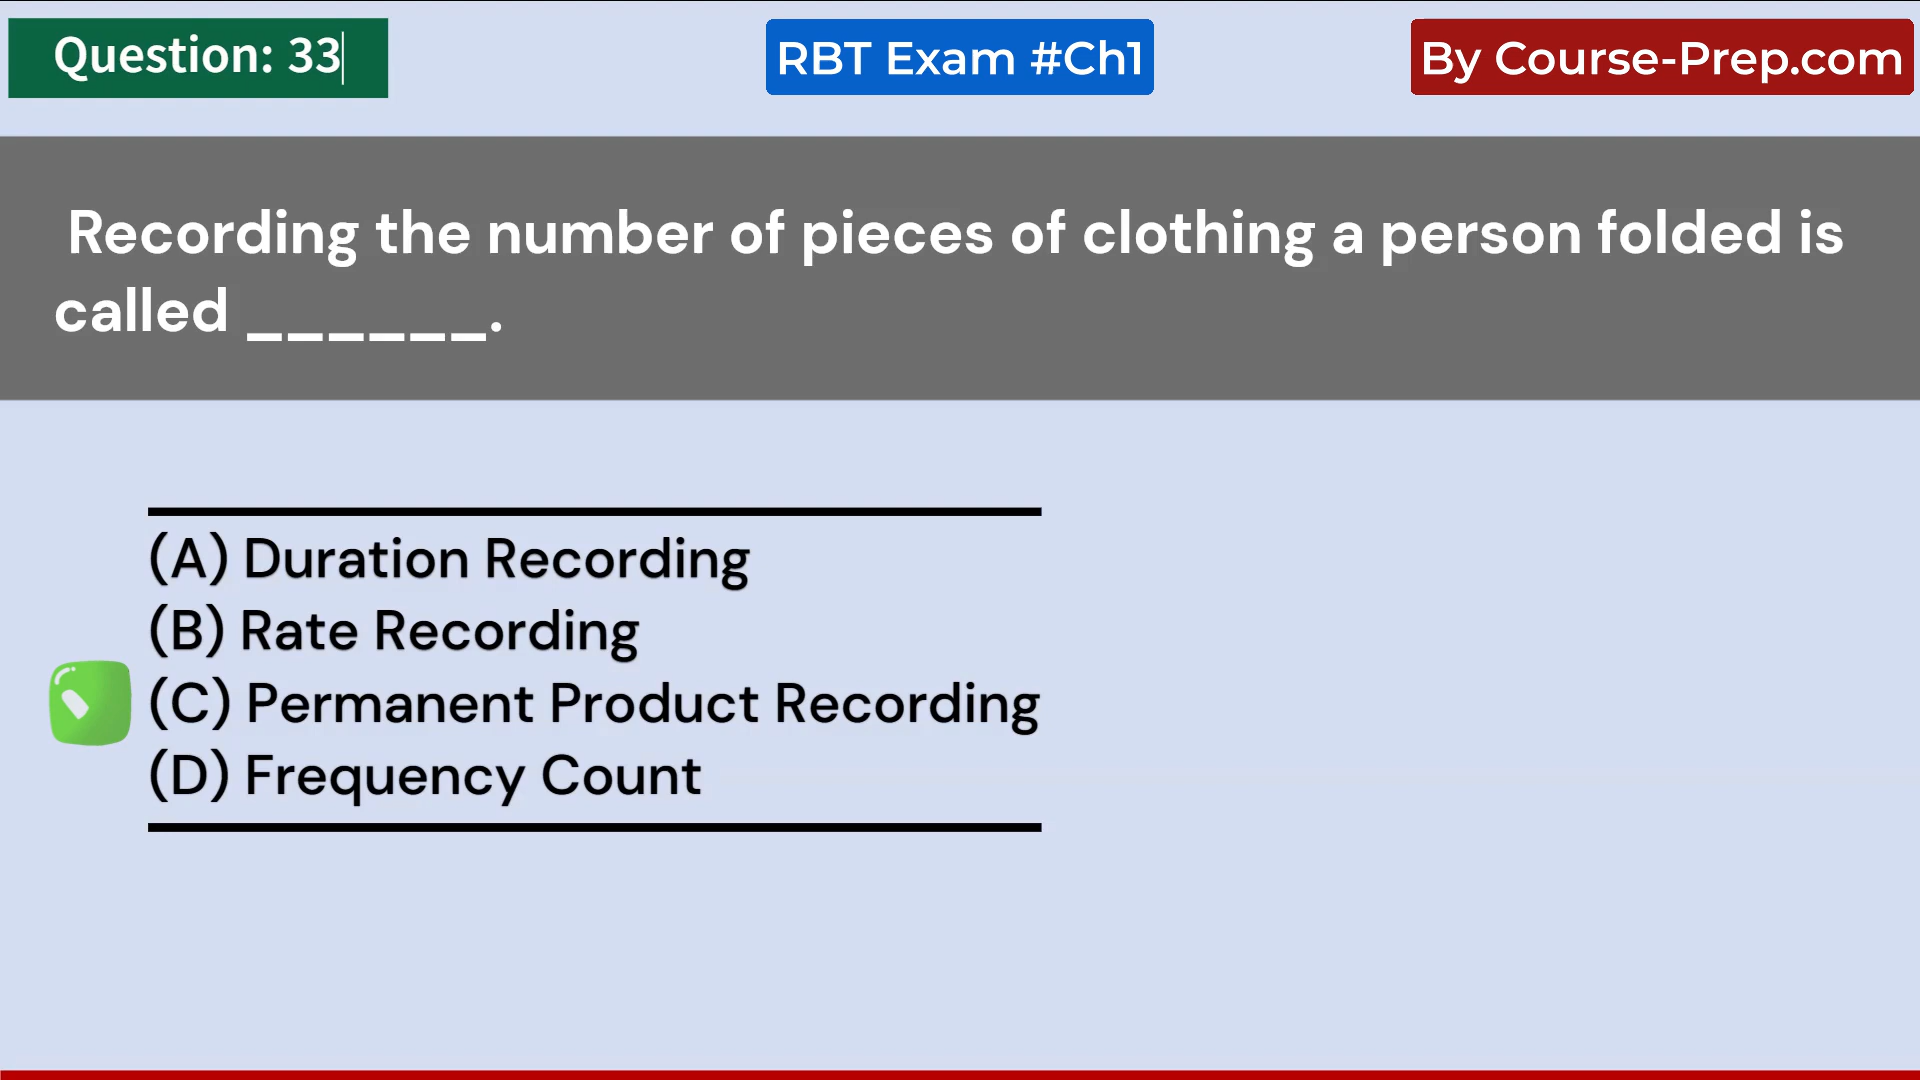 Question: 33
RBT Exam #Ch1
By Course-Prep.com
Recording the number of pieces of clothing a person folded is
called ______.
(A) Duration Recording
(B) Rate Recording
(C) Permanent Product Recording
(D) Frequency Count